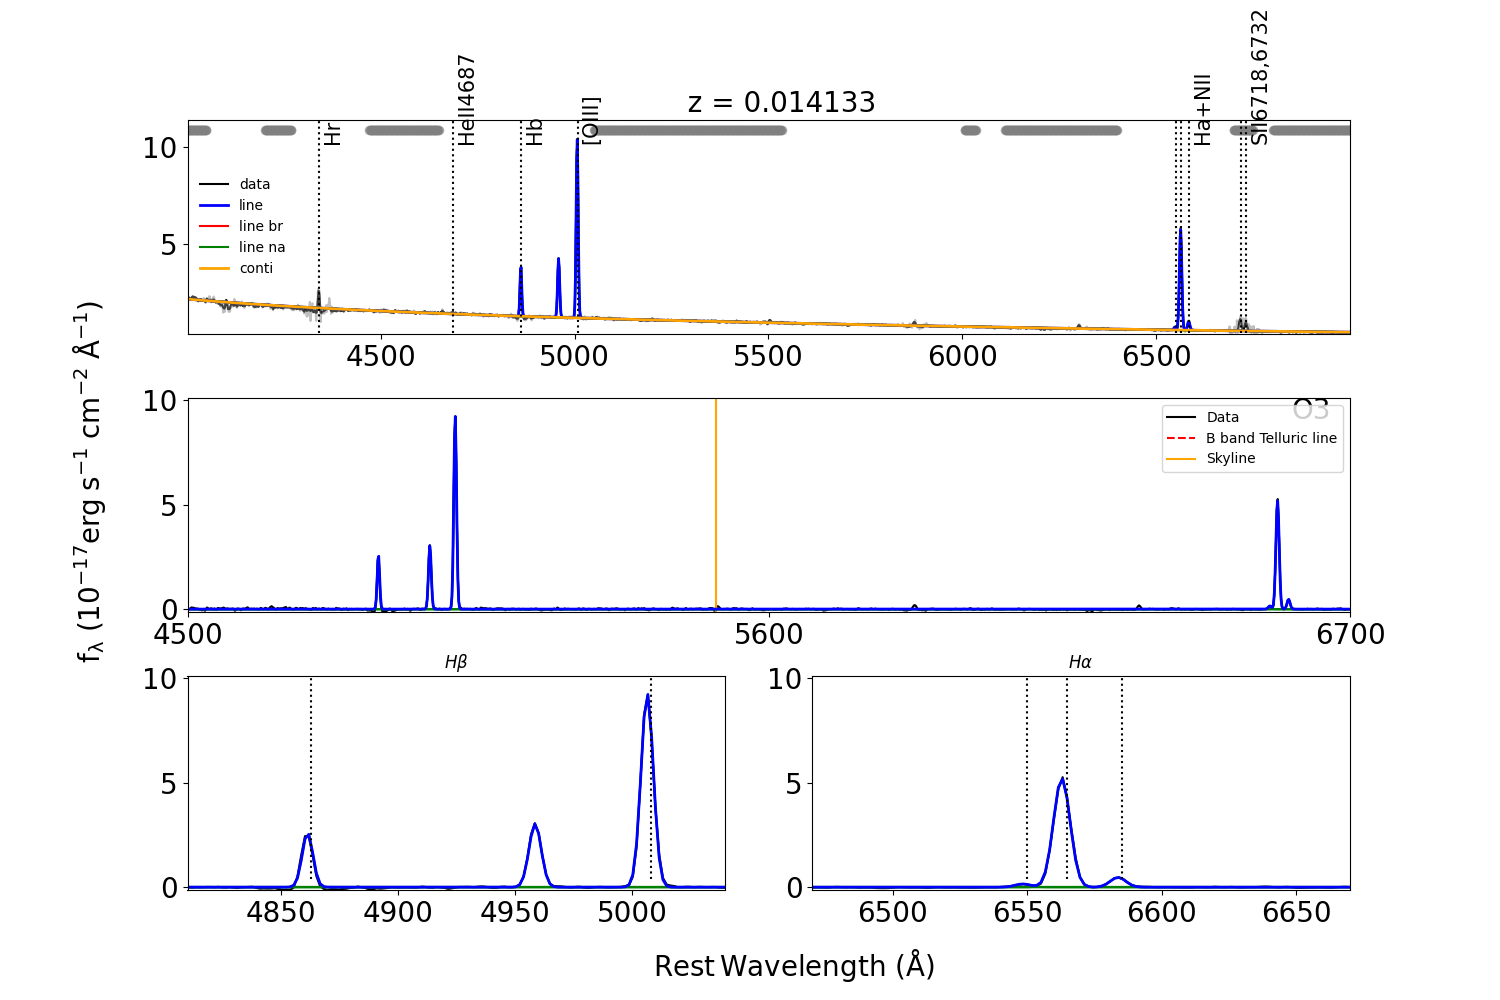 z = 0.014133
Hr
HeII4687
Hb
[OIII]
Ha+NII
SII6718,6732
10
5
data
line
line br
line na
conti
4500 5000 5500 6000 6500
f_λ (10^{-17}erg s^{-1} cm^{-2} Å^{-1})
10
5
0
O3
Data
B band Telluric line
Skyline
4500 5600 6700
Hβ
10
5
0
4850 4900 4950 5000
Hα
10
5
0
6500 6550 6600 6650
Rest Wavelength (Å)